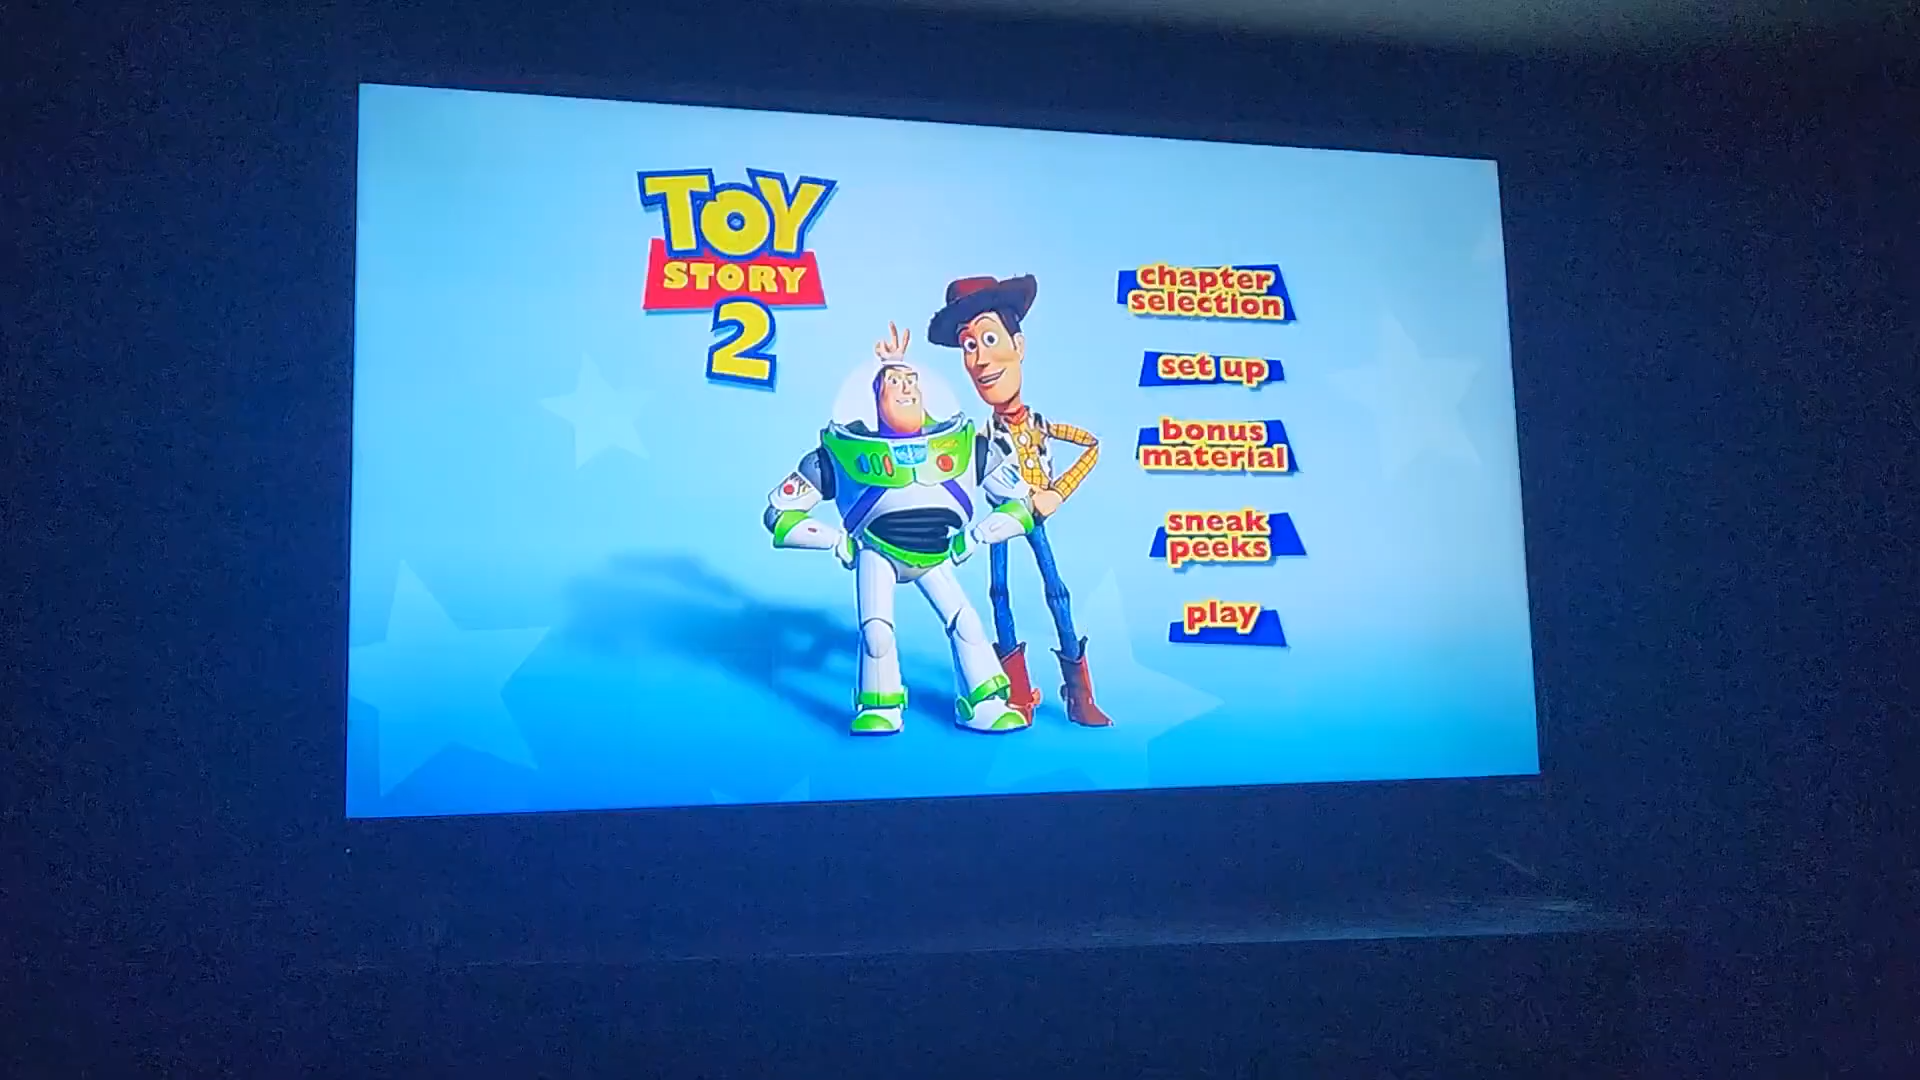 TOY
STORY
2
chapter
selection
set up
bonus
material
sneak
peeks
play